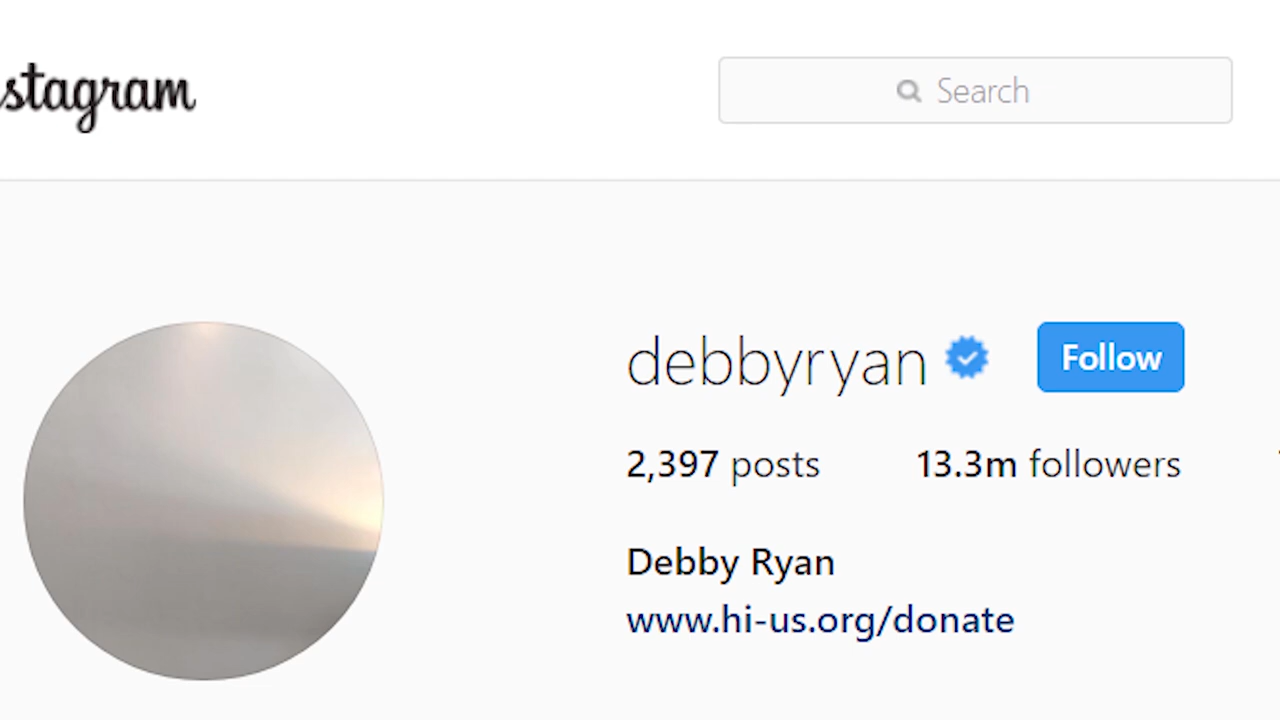 stagram
Search
debbyryan Follow
2,397 posts 13.3m followers
Debby Ryan
www.hi-us.org/donate